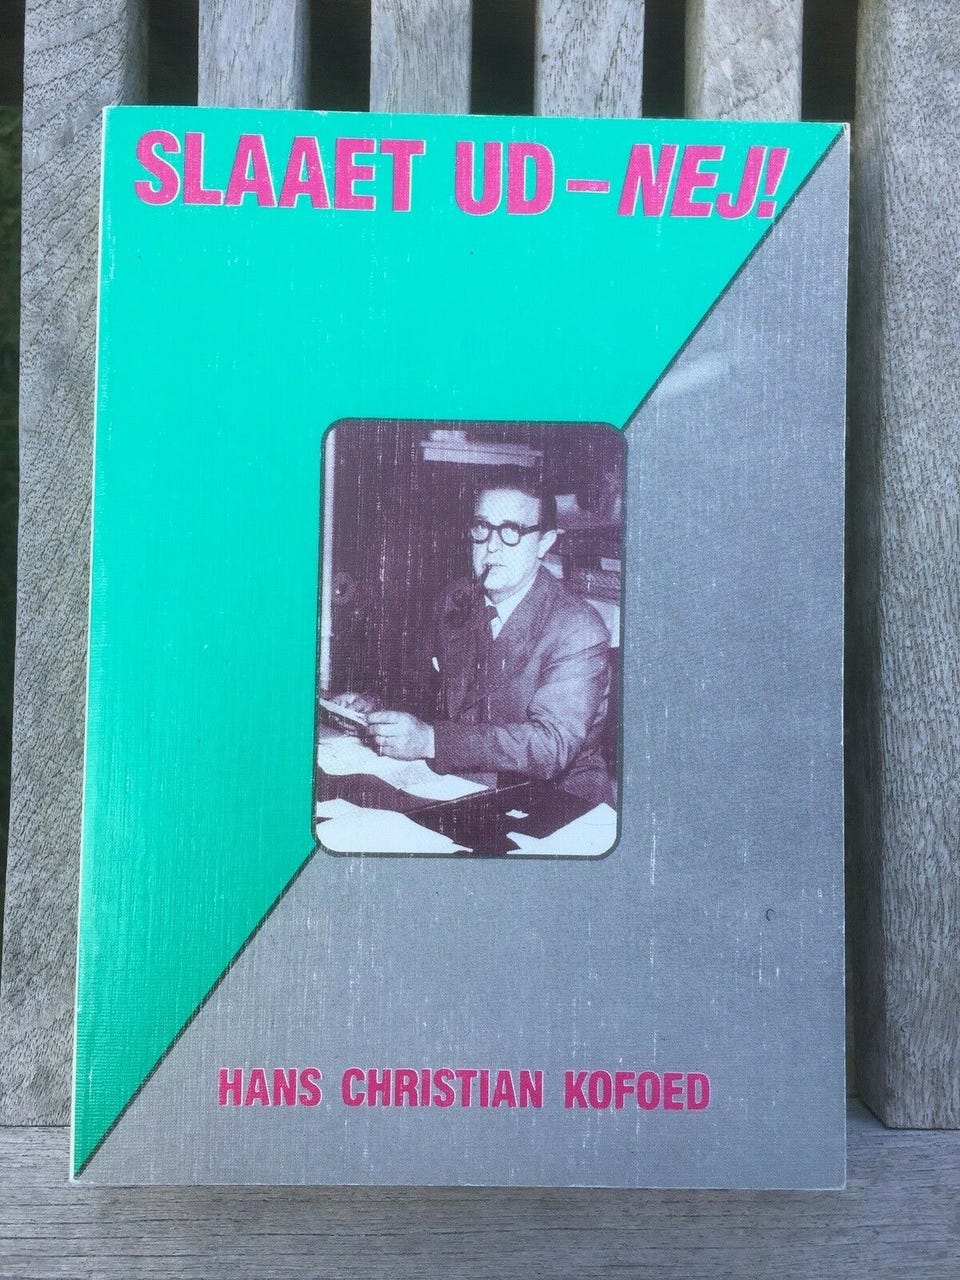 SLAAET UD – NEJ!
HANS CHRISTIAN KOFOED